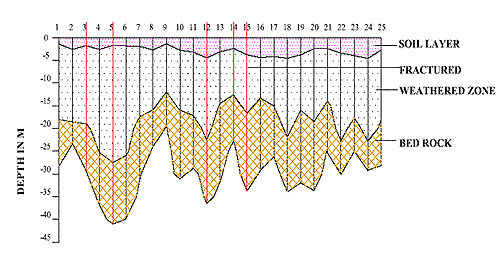 1 2 3 4 5 6 7 8 9 10 11 12 13 14 15 16 17 18 19 20 21 22 23 24 25
0
-5
-10
-15
-20
-25
-30
-35
-40
-45
DEPTH IN M
SOIL LAYER
FRACTURED
WEATHERED ZONE
BED ROCK